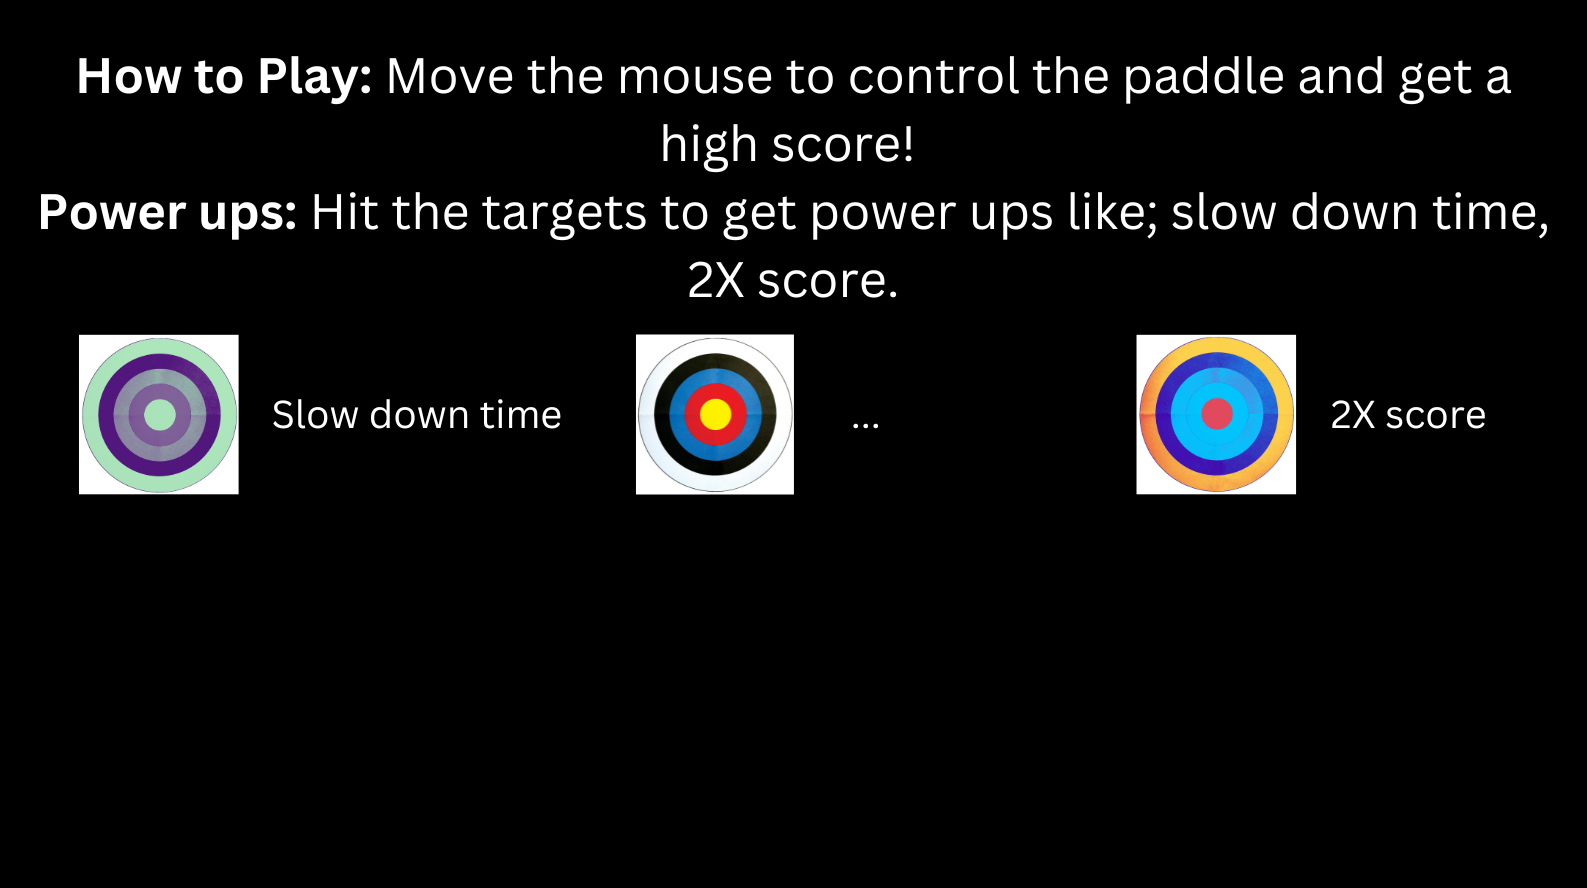 How to Play: Move the mouse to control the paddle and get a
high score!
Power ups: Hit the targets to get power ups like; slow down time,
2X score.
Slow down time
...
2X score